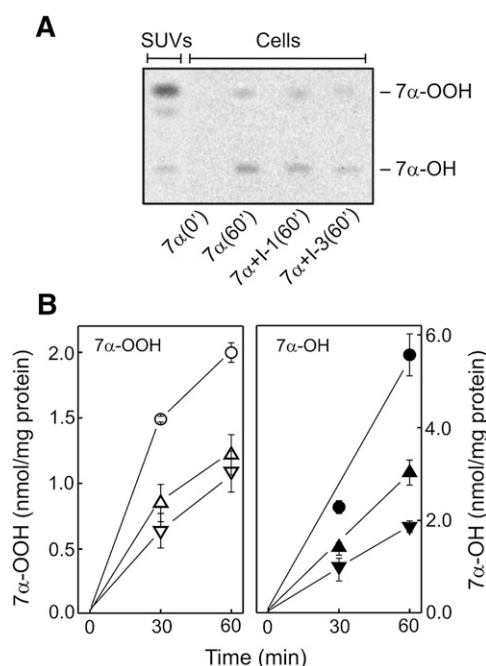 A
SUVs Cells
– 7α-OOH
– 7α-OH
7α(0')
7α(60')
7α+I-1(60')
7α+I-3(60')
B
7α-OOH (nmol/mg protein)
2.0
1.5
1.0
0.5
0.0
7α-OOH
0 30 60
7α-OH
6.0
4.0
2.0
0.0
0 30 60
7α-OH (nmol/mg protein)
Time (min)